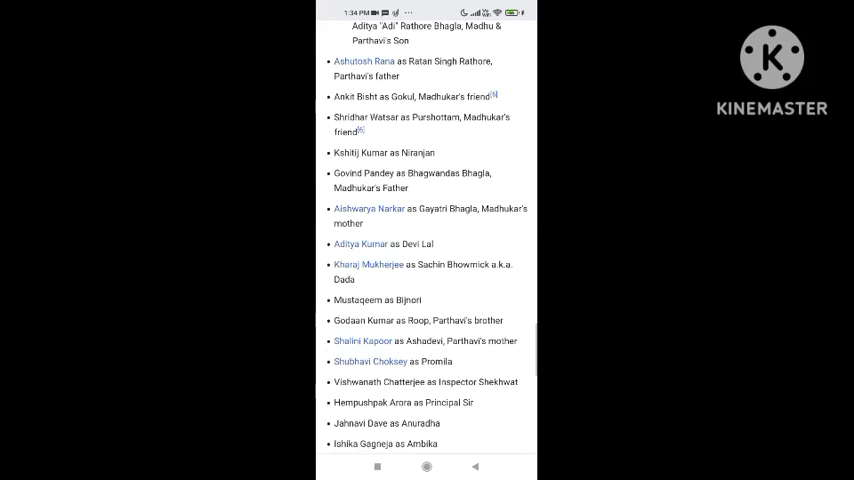 1:34 PM
Aditya "Adi" Rathore Bhagla, Madhu &
Parthavi's Son
• Ashutosh Rana as Ratan Singh Rathore,
Parthavi's father
• Ankit Bisht as Gokul, Madhukar's friend[5]
• Shridhar Watsar as Purshottam, Madhukar's
friend[6]
• Kshitij Kumar as Niranjan
• Govind Pandey as Bhagwandas Bhagla,
Madhukar's Father
• Aishwarya Narkar as Gayatri Bhagla, Madhukar's
mother
• Aditya Kumar as Devi Lal
• Kharaj Mukherjee as Sachin Bhowmick a.k.a.
Dada
• Mustaqeem as Bijnori
• Godaan Kumar as Roop, Parthavi's brother
• Shalini Kapoor as Ashadevi, Parthavi's mother
• Shubhavi Choksey as Promila
• Vishwanath Chatterjee as Inspector Shekhwat
• Hempushpak Arora as Principal Sir
• Jahnavi Dave as Anuradha
• Ishika Gagneja as Ambika
K
KINEMASTER